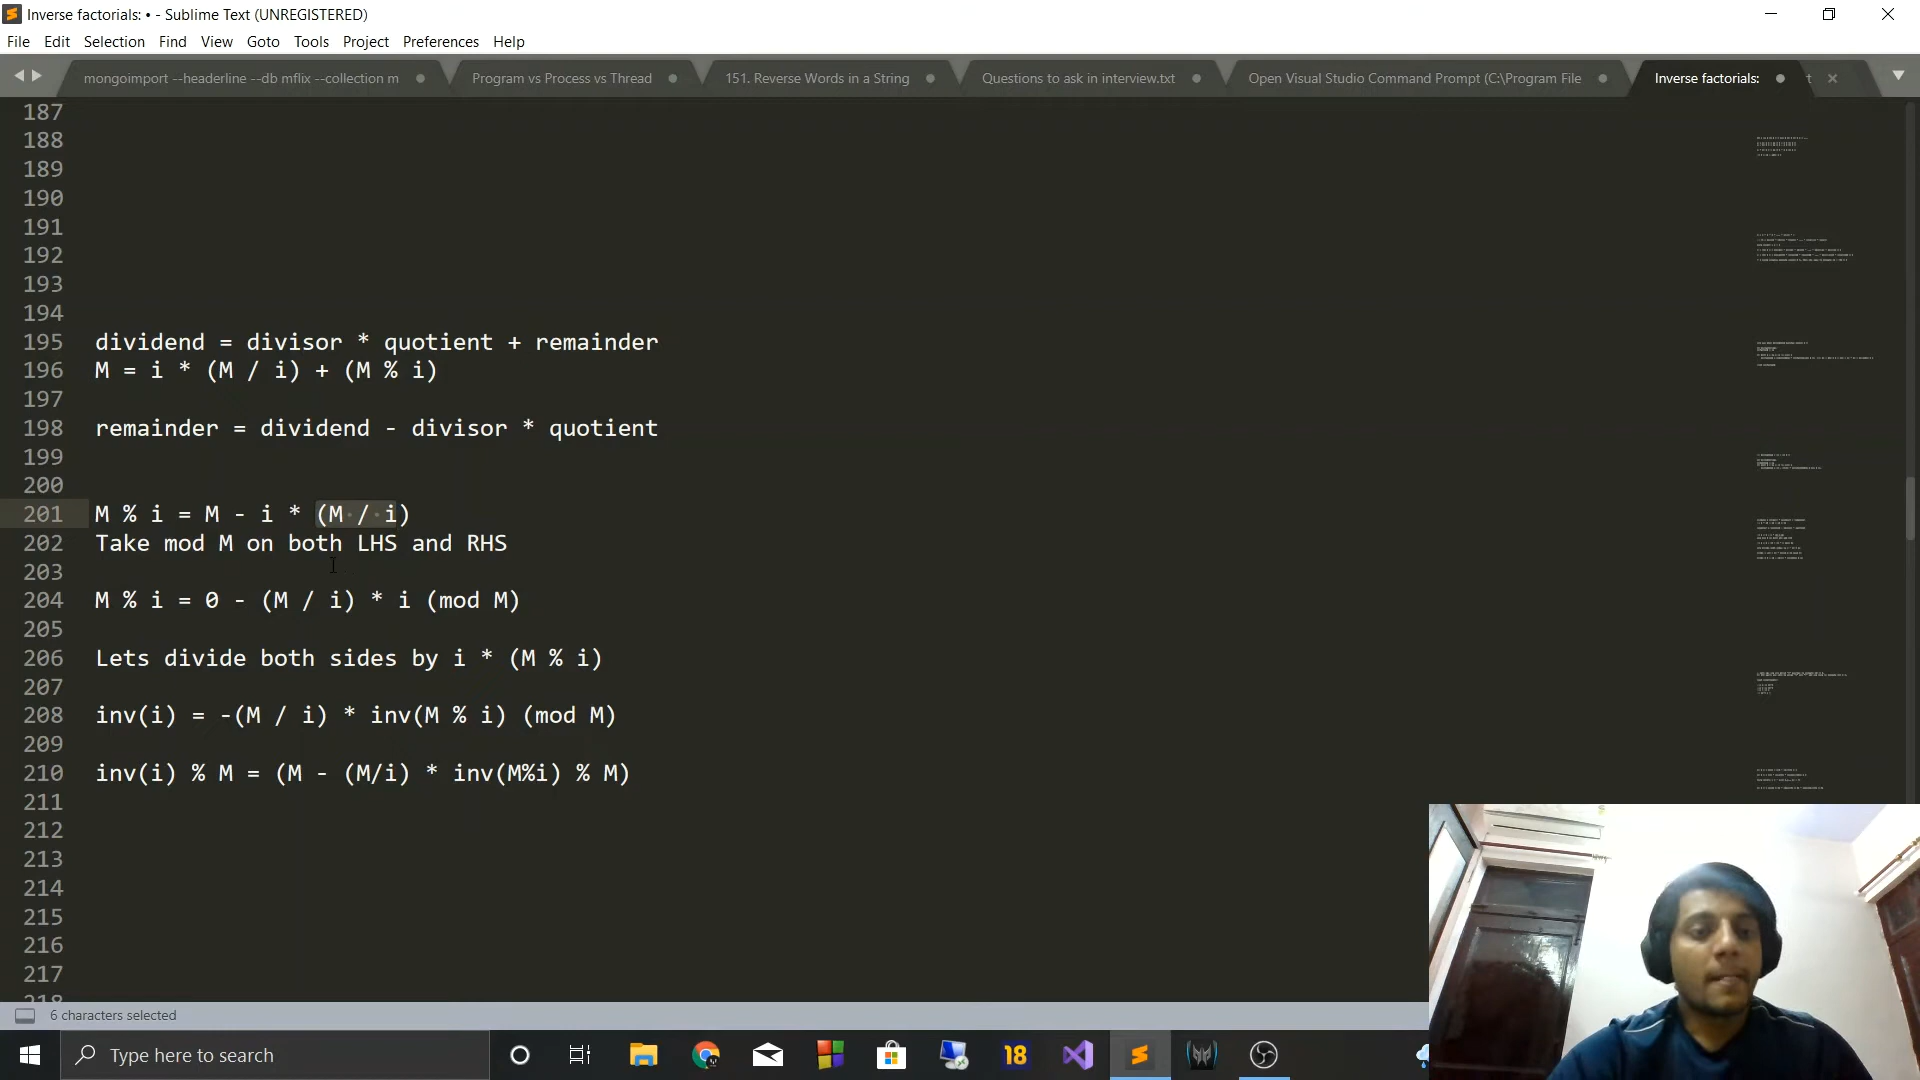 Inverse factorials: • - Sublime Text (UNREGISTERED)
File Edit Selection Find View Goto Tools Project Preferences Help
mongoimport --headerline --db mflix --collection m
Program vs Process vs Thread
151. Reverse Words in a String
Questions to ask in interview.txt
Open Visual Studio Command Prompt (C:\Program File
Inverse factorials:
t
187
188
189
190
191
192
193
194
195 dividend = divisor * quotient + remainder
196 M = i * (M / i) + (M % i)
197
198 remainder = dividend - divisor * quotient
199
200
201 M % i = M - i * (M / i)
202 Take mod M on both LHS and RHS
203
204 M % i = 0 - (M / i) * i (mod M)
205
206 Lets divide both sides by i * (M % i)
207
208 inv(i) = -(M / i) * inv(M % i) (mod M)
209
210 inv(i) % M = (M - (M/i) * inv(M%i) % M)
211
212
213
214
215
216
217
218
6 characters selected
Type here to search
18